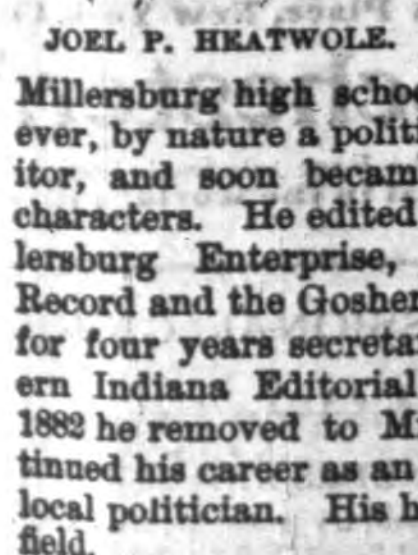 JOEL P. HEATWOLE.
Millersburg high schoo
ever, by nature a politi
itor, and soon becam
characters. He edited
lersburg Enterprise,
Record and the Goshen
for four years secreta
ern Indiana Editorial
1882 he removed to Mi
tinued his career as an
local politician. His h
field.